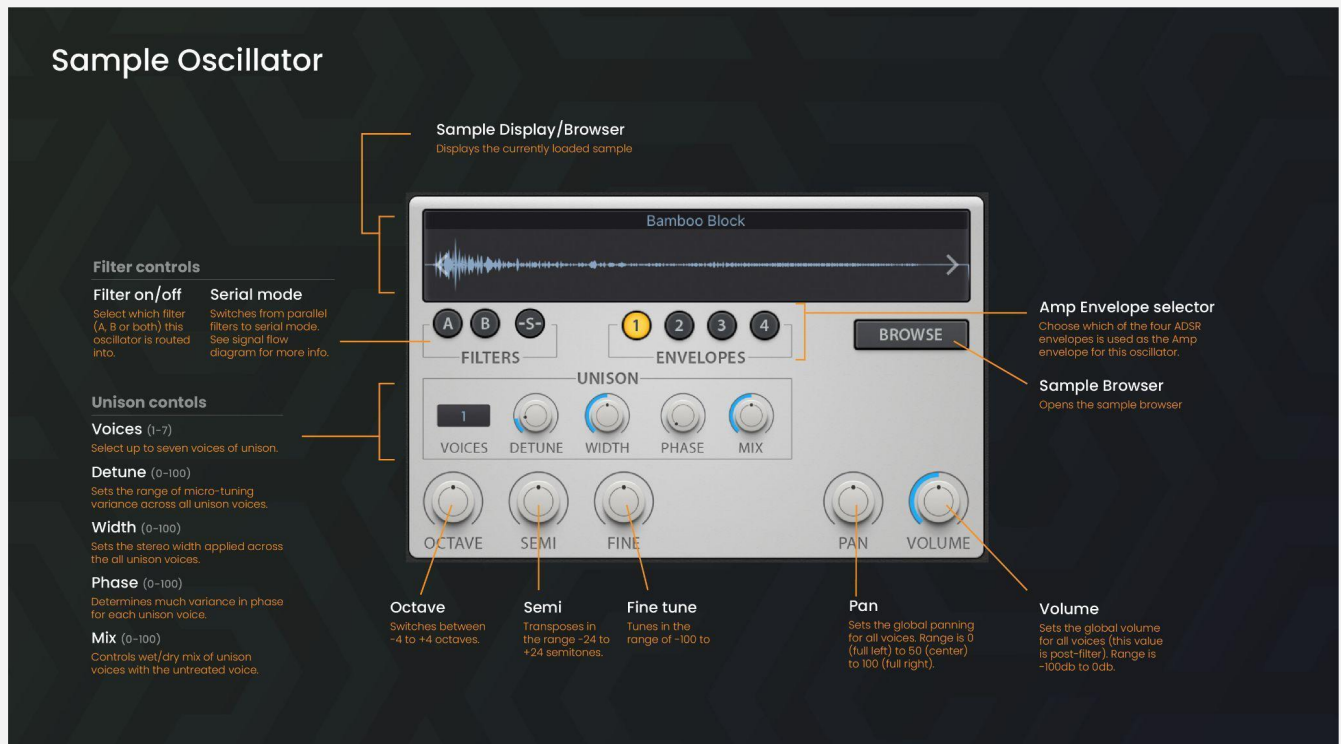 Sample Oscillator
Sample Display/Browser
Displays the currently loaded sample
Bamboo Block
Filter controls
Filter on/off
Select which filter
(A, B or both) this
oscillator is routed
into.
Serial mode
Switches from parallel
filters to serial mode.
See signal flow
diagram for more info.
A B -S-
FILTERS
1 2 3 4
ENVELOPES
BROWSE
Amp Envelope selector
Choose which of the four ADSR
envelopes is used as the Amp
envelope for this oscillator.
Sample Browser
Opens the sample browser
Unison contols
Voices (1-7)
Select up to seven voices of unison.
Detune (0-100)
Sets the range of micro-tuning
variance across all unison voices.
Width (0-100)
Sets the stereo width applied across
the all unison voices.
Phase (0-100)
Determines much variance in phase
for each unison voice.
Mix (0-100)
Controls wet/dry mix of unison
voices with the untreated voice.
UNISON
1
VOICES DETUNE WIDTH PHASE MIX
OCTAVE SEMI FINE PAN VOLUME
Octave
Switches between
-4 to +4 octaves.
Semi
Transposes in
the range -24 to
+24 semitones.
Fine tune
Tunes in the
range of -100 to
Pan
Sets the global panning
for all voices. Range is 0
(full left) to 50 (center)
to 100 (full right).
Volume
Sets the global volume
for all voices (this value
is post-filter). Range is
-100db to 0db.